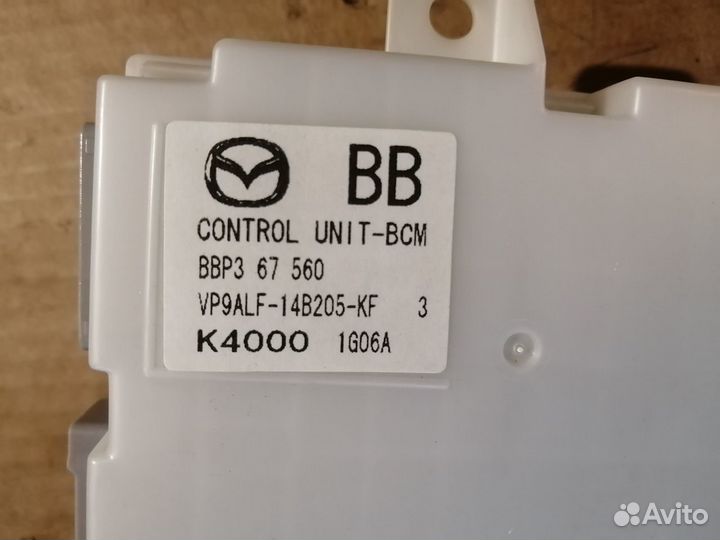 BB
CONTROL UNIT-BCM
BBP3 67 560
VP9ALF-14B205-KF 3
K4000 1G06A
Avito